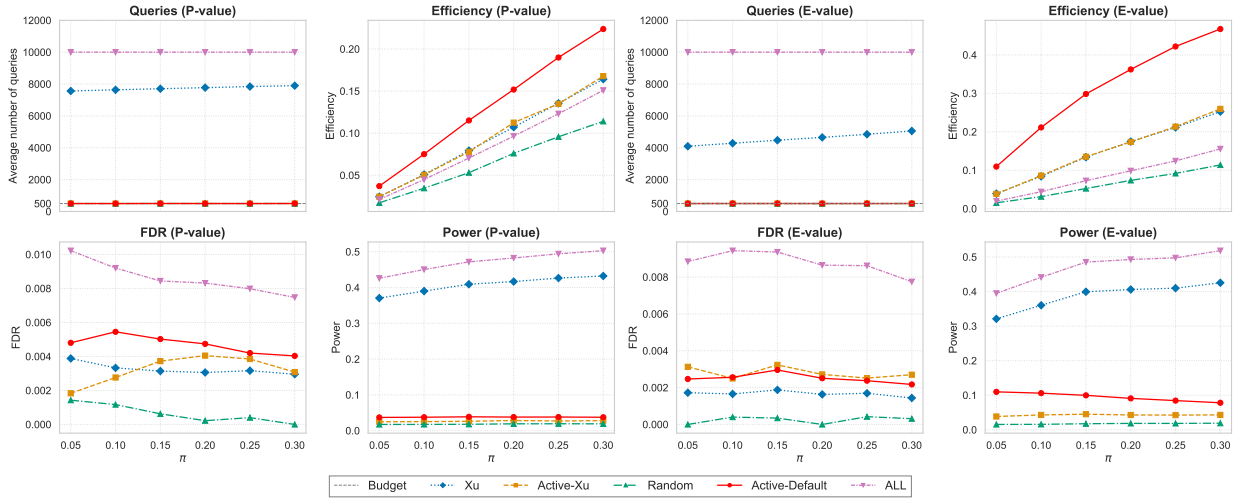 Queries (P-value)
Average number of queries
12000
10000
8000
6000
4000
2000
500
0
Efficiency (P-value)
Efficiency
0.20
0.15
0.10
0.05
Queries (E-value)
Average number of queries
12000
10000
8000
6000
4000
2000
500
0
Efficiency (E-value)
Efficiency
0.4
0.3
0.2
0.1
0.0
FDR (P-value)
FDR
0.010
0.008
0.006
0.004
0.002
0.000
0.05 0.10 0.15 0.20 0.25 0.30
π
Power (P-value)
Power
0.5
0.4
0.3
0.2
0.1
0.0
0.05 0.10 0.15 0.20 0.25 0.30
π
FDR (E-value)
FDR
0.008
0.006
0.004
0.002
0.000
0.05 0.10 0.15 0.20 0.25 0.30
π
Power (E-value)
Power
0.5
0.4
0.3
0.2
0.1
0.0
0.05 0.10 0.15 0.20 0.25 0.30
π
Budget Xu Active-Xu Random Active-Default ALL